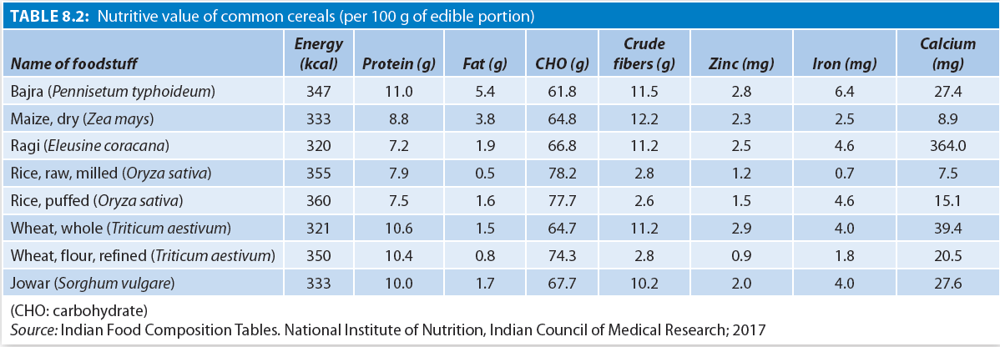 TABLE 8.2: Nutritive value of common cereals (per 100 g of edible portion)
Name of foodstuff Energy (kcal) Protein (g) Fat (g) CHO (g) Crude fibers (g) Zinc (mg) Iron (mg) Calcium (mg)
Bajra (Pennisetum typhoideum) 347 11.0 5.4 61.8 11.5 2.8 6.4 27.4
Maize, dry (Zea mays) 333 8.8 3.8 64.8 12.2 2.3 2.5 8.9
Ragi (Eleusine coracana) 320 7.2 1.9 66.8 11.2 2.5 4.6 364.0
Rice, raw, milled (Oryza sativa) 355 7.9 0.5 78.2 2.8 1.2 0.7 7.5
Rice, puffed (Oryza sativa) 360 7.5 1.6 77.7 2.6 1.5 4.6 15.1
Wheat, whole (Triticum aestivum) 321 10.6 1.5 64.7 11.2 2.9 4.0 39.4
Wheat, flour, refined (Triticum aestivum) 350 10.4 0.8 74.3 2.8 0.9 1.8 20.5
Jowar (Sorghum vulgare) 333 10.0 1.7 67.7 10.2 2.0 4.0 27.6
(CHO: carbohydrate)
Source: Indian Food Composition Tables. National Institute of Nutrition, Indian Council of Medical Research; 2017